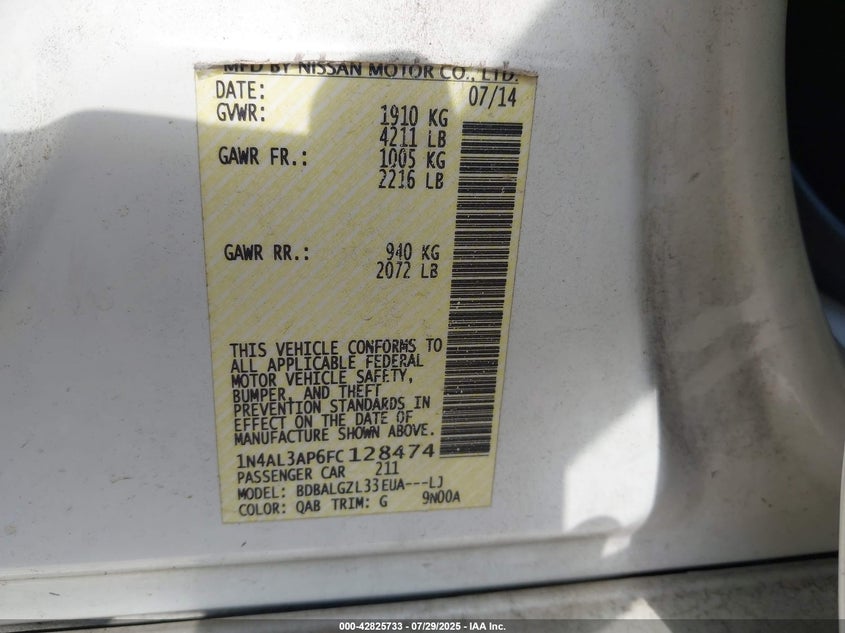 MFD BY NISSAN MOTOR CO., LTD.
DATE: 07/14
GVWR: 1910 KG
4211 LB
GAWR FR.: 1005 KG
2216 LB
GAWR RR.: 940 KG
2072 LB
THIS VEHICLE CONFORMS TO
ALL APPLICABLE FEDERAL
MOTOR VEHICLE SAFETY,
BUMPER, AND THEFT
PREVENTION STANDARDS IN
EFFECT ON THE DATE OF
MANUFACTURE SHOWN ABOVE.
1N4AL3AP6FC128474
PASSENGER CAR 211
MODEL: BDBALGZL33EUA---LJ
COLOR: QAB TRIM: G 9N00A
000-42825733 - 07/29/2025 - IAA Inc.